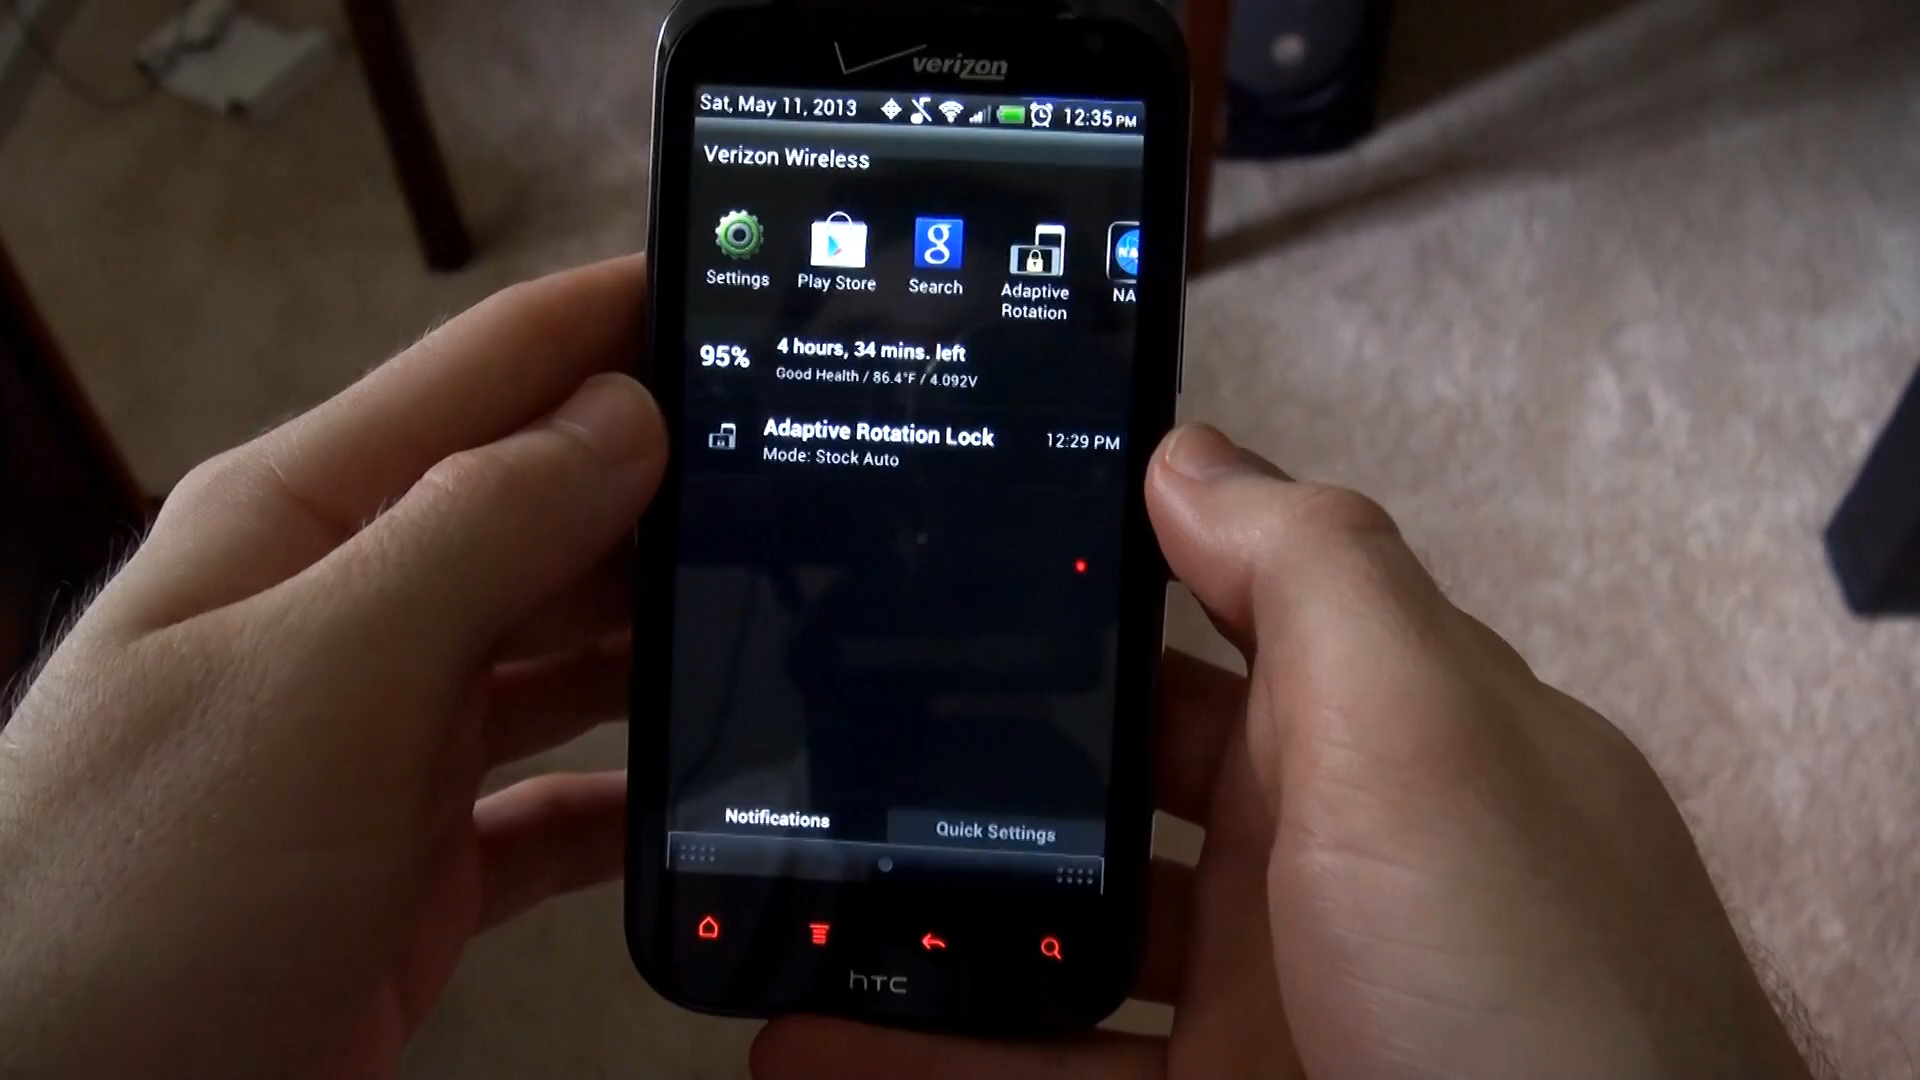 verizon
Sat, May 11, 2013 12:35 PM
Verizon Wireless
Settings
Play Store
g
Search
Adaptive
Rotation
NA
NA
95%
4 hours, 34 mins. left
Good Health / 86.4°F / 4.092V
Adaptive Rotation Lock
12:29 PM
Mode: Stock Auto
Notifications
Quick Settings
hTC